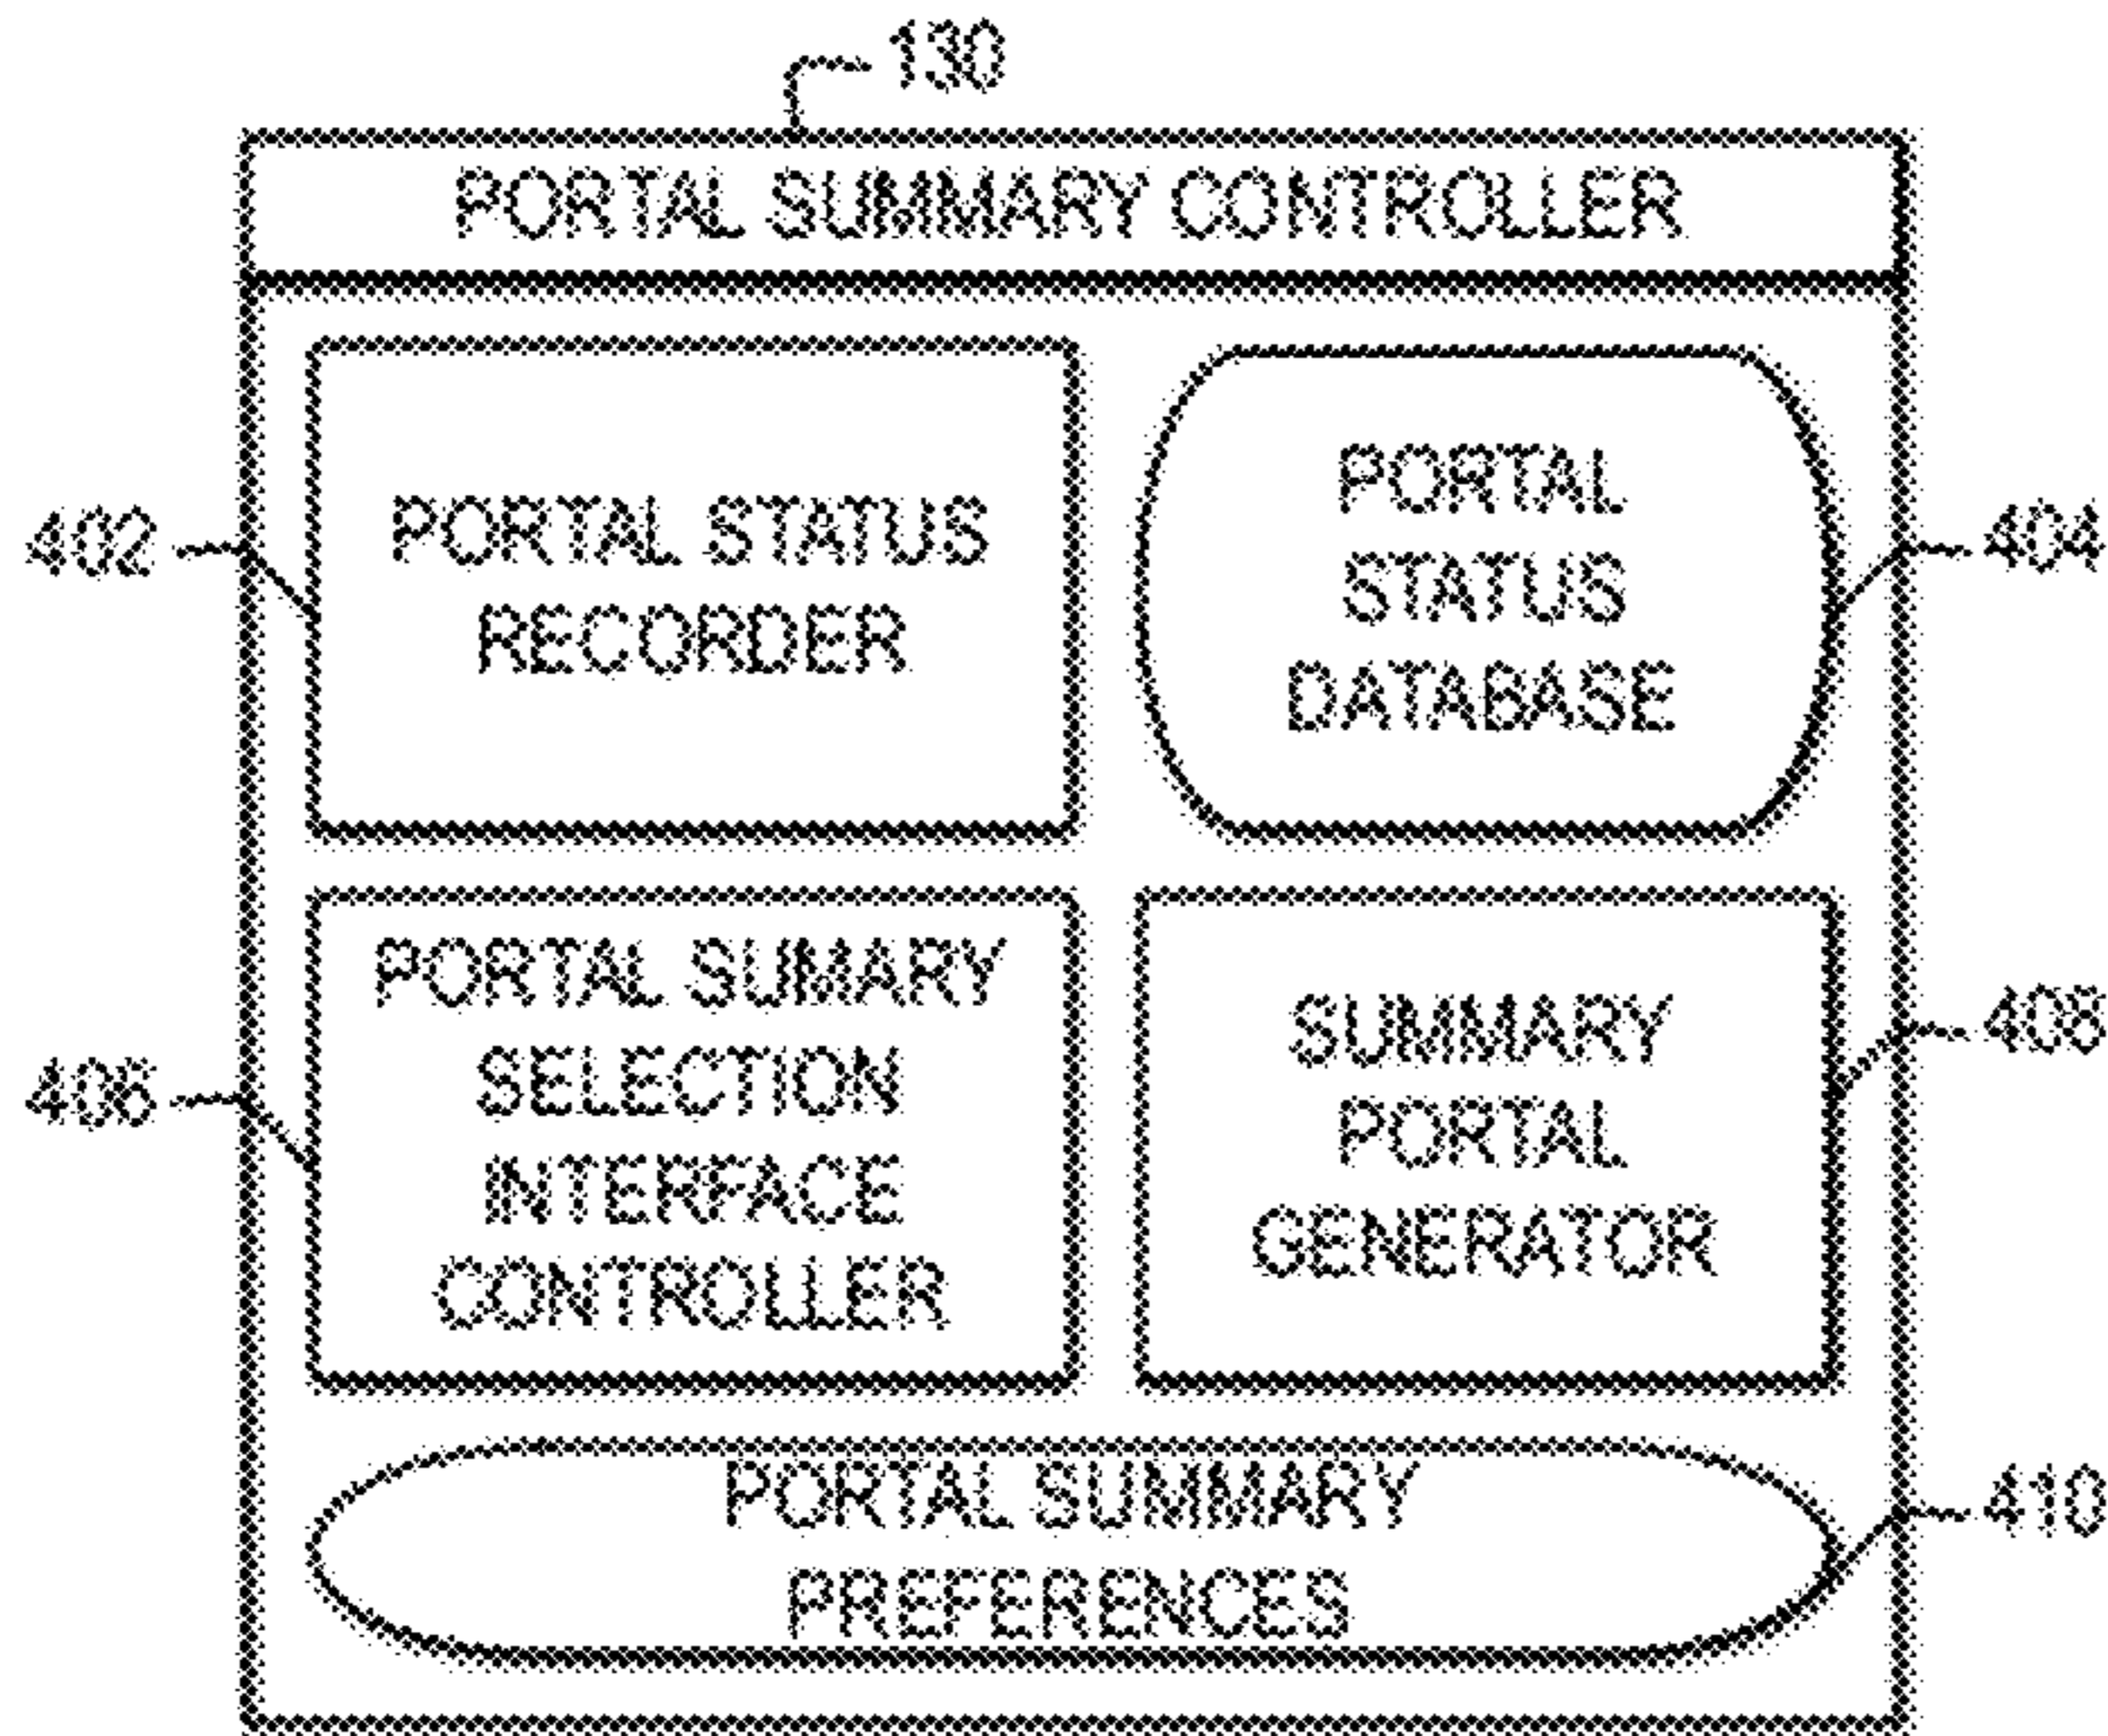 130
PORTAL SUMMARY CONTROLLER
402
PORTAL STATUS
RECORDER
PORTAL
STATUS
DATABASE
404
406
PORTAL SUMARY
SELECTION
INTERFACE
CONTROLLER
SUMMARY
PORTAL
GENERATOR
408
PORTAL SUMMARY
PREFERENCES
410